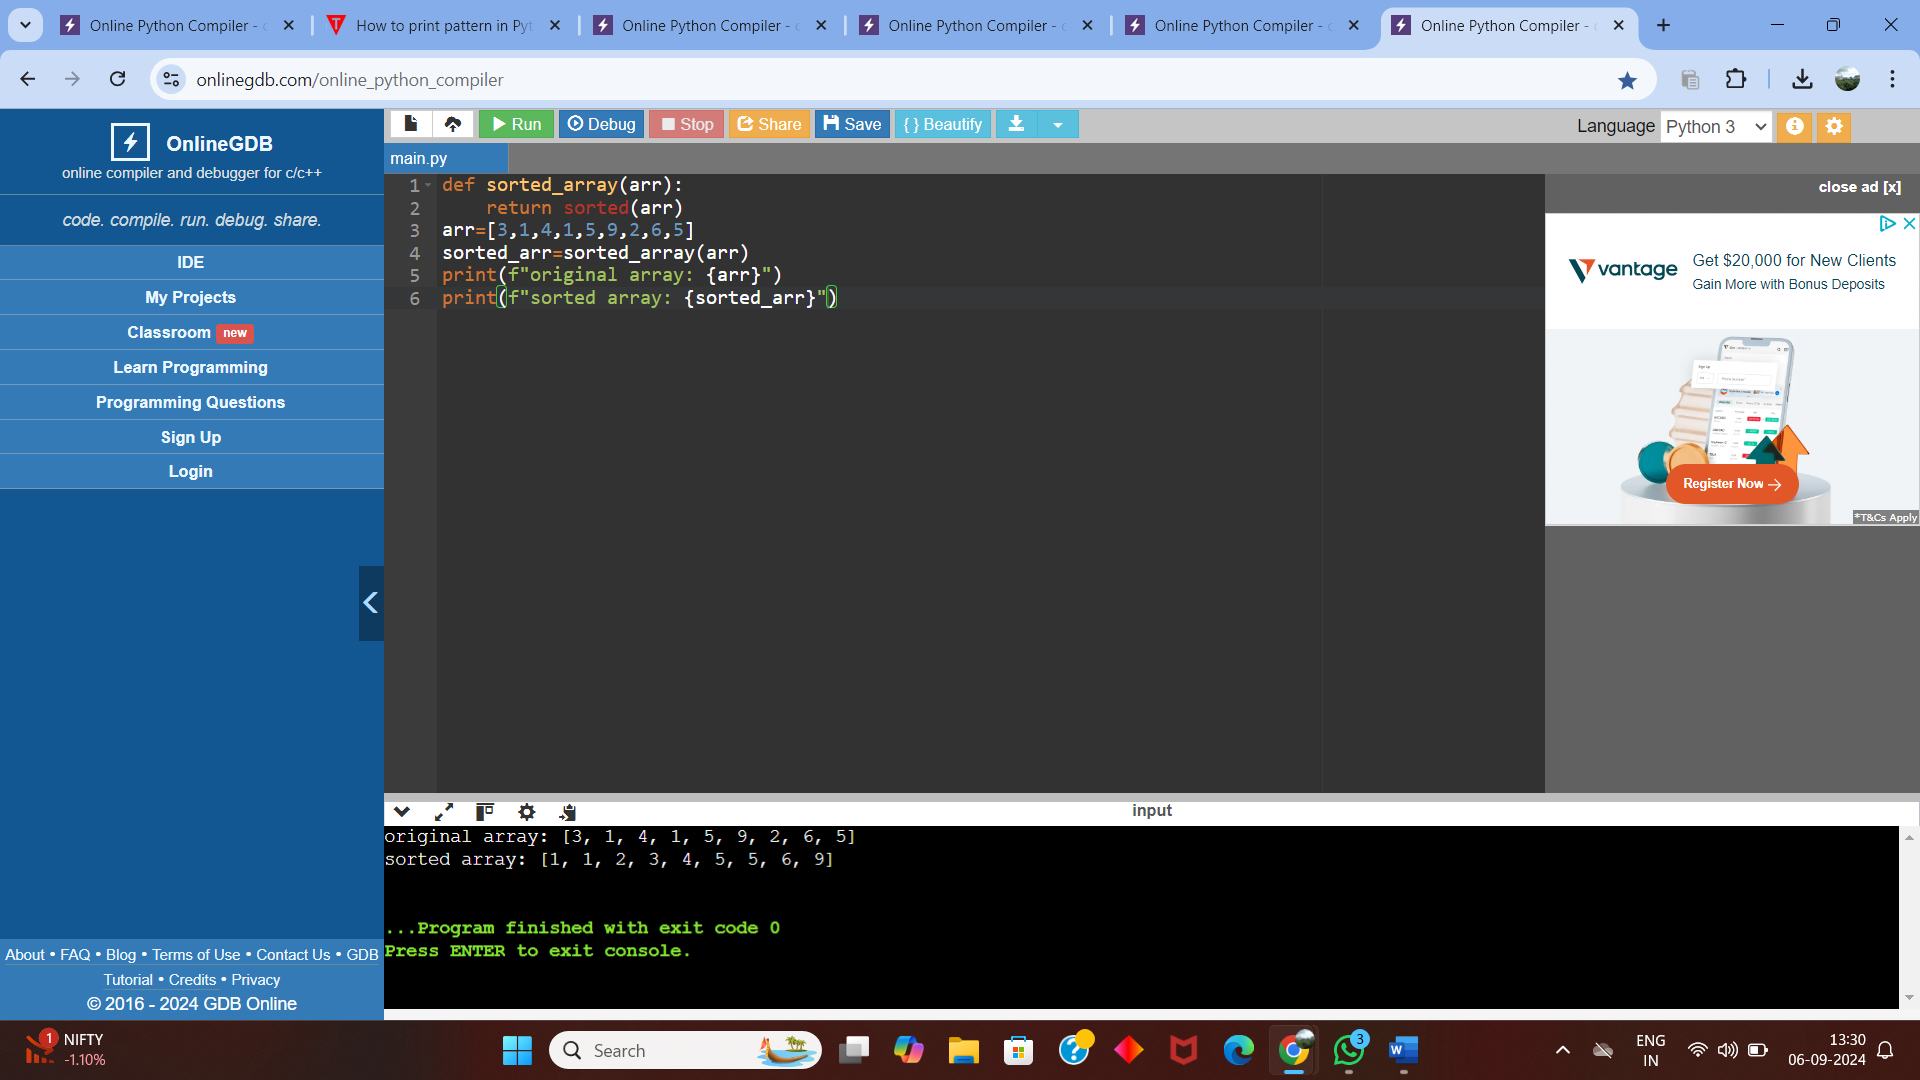 Online Python Compiler -
How to print pattern in Pyt
Online Python Compiler -
Online Python Compiler -
Online Python Compiler -
Online Python Compiler -
onlinegdb.com/online_python_compiler
OnlineGDB
online compiler and debugger for c/c++
code. compile. run. debug. share.
IDE
My Projects
Classroom new
Learn Programming
Programming Questions
Sign Up
Login
About • FAQ • Blog • Terms of Use • Contact Us • GDB
Tutorial • Credits • Privacy
© 2016 - 2024 GDB Online
Run Debug Stop Share Save { } Beautify
Language Python 3
main.py
1 def sorted_array(arr):
2 return sorted(arr)
3 arr=[3,1,4,1,5,9,2,6,5]
4 sorted_arr=sorted_array(arr)
5 print(f"original array: {arr}")
6 print(f"sorted array: {sorted_arr}")
close ad [x]
vantage
Get $20,000 for New Clients
Gain More with Bonus Deposits
Register Now →
*T&Cs Apply
input
original array: [3, 1, 4, 1, 5, 9, 2, 6, 5]
sorted array: [1, 1, 2, 3, 4, 5, 5, 6, 9]
...Program finished with exit code 0
Press ENTER to exit console.
1
NIFTY
-1.10%
Search
3
ENG
IN
13:30
06-09-2024